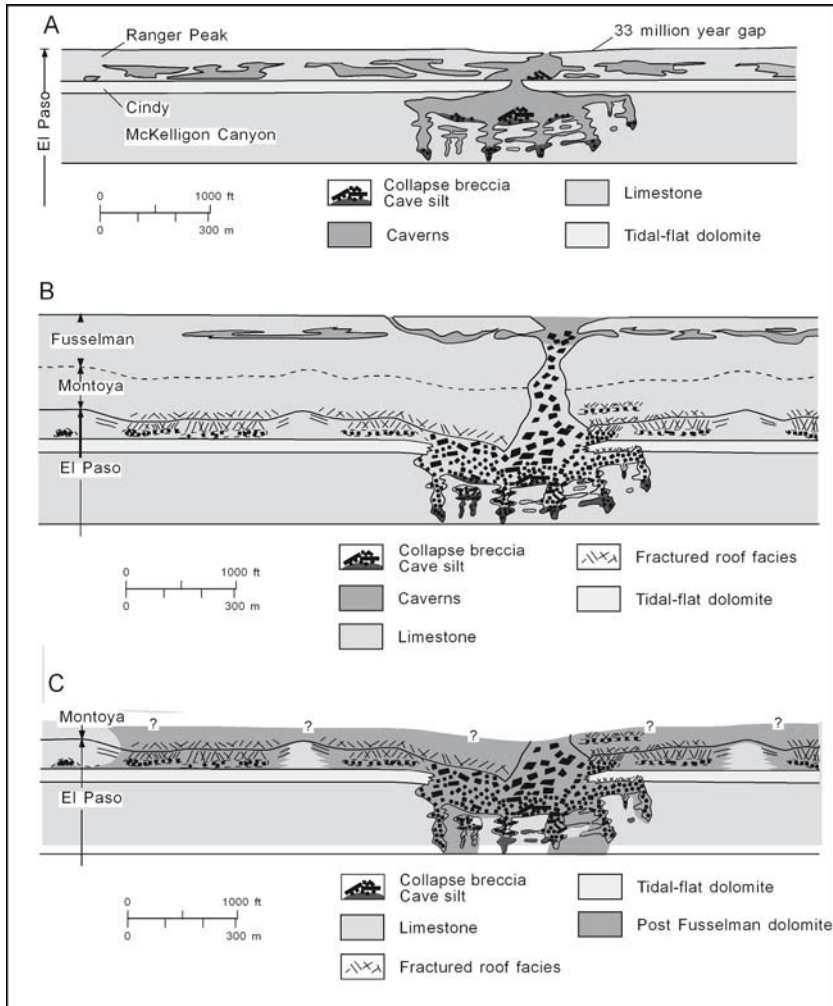 A
Ranger Peak
33 million year gap
El Paso
Cindy
McKelligon Canyon
0 1000 ft
0 300 m
Collapse breccia
Cave silt
Caverns
Limestone
Tidal-flat dolomite
B
Fusselman
Montoya
El Paso
0 1000 ft
0 300 m
Collapse breccia
Cave silt
Caverns
Limestone
Fractured roof facies
Tidal-flat dolomite
C
Montoya
? ? ? ? ?
El Paso
0 1000 ft
0 300 m
Collapse breccia
Cave silt
Limestone
Fractured roof facies
Tidal-flat dolomite
Post Fusselman dolomite